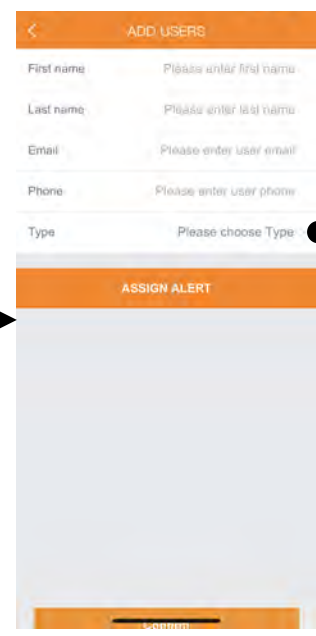 ADD USERS
First name Please enter first name
Last name Please enter last name
Email Please enter user email
Phone Please enter user phone
Type Please choose Type
ASSIGN ALERT
Confirm